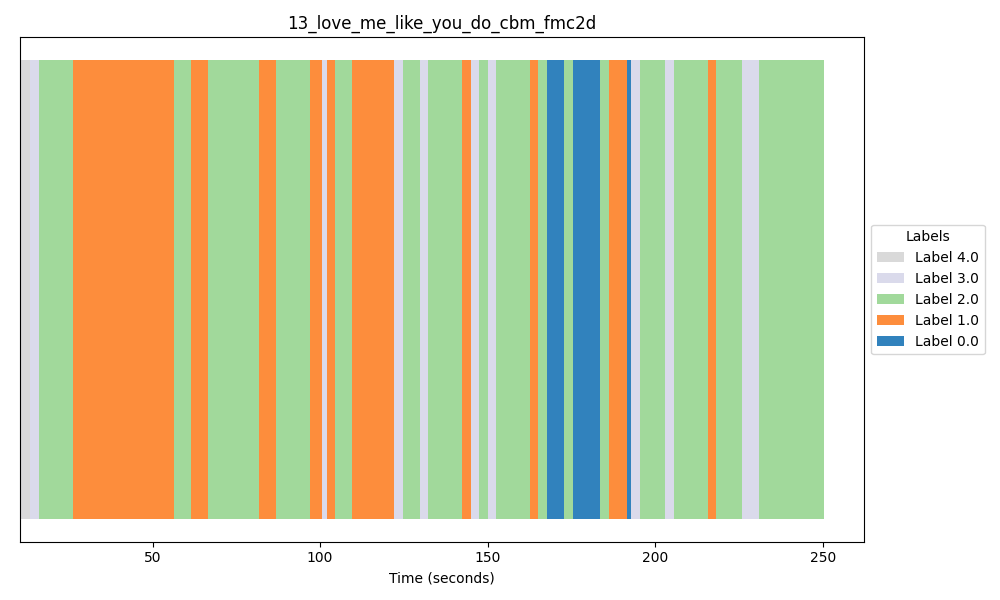 13_love_me_like_you_do_cbm_fmc2d
Labels
Label 4.0
Label 3.0
Label 2.0
Label 1.0
Label 0.0
50
100
150
200
250
Time (seconds)